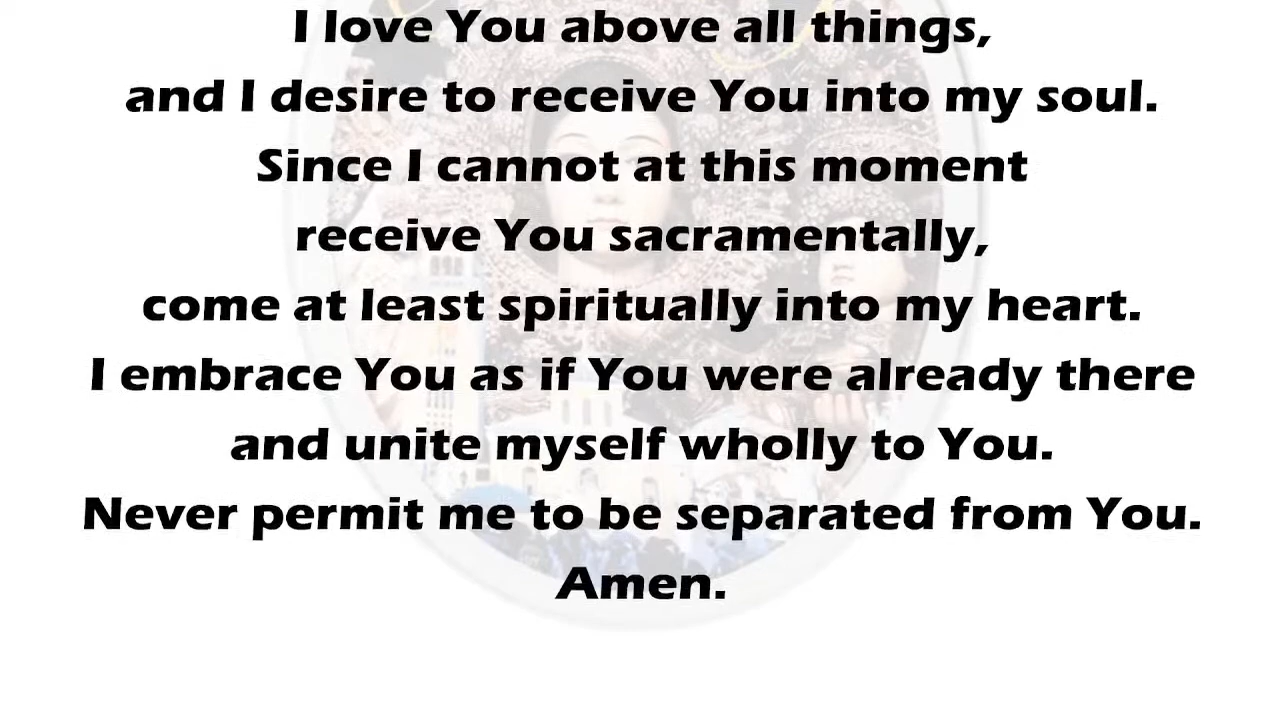 I love You above all things,
and I desire to receive You into my soul.
Since I cannot at this moment
receive You sacramentally,
come at least spiritually into my heart.
I embrace You as if You were already there
and unite myself wholly to You.
Never permit me to be separated from You.
Amen.